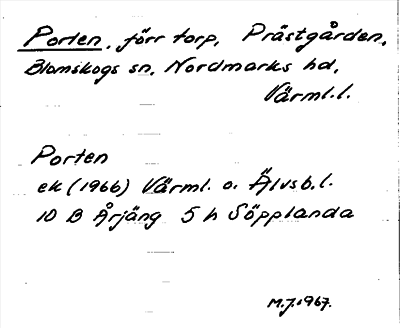 Porten, förr torp, Prästgården,
Blomskogs sn, Nordmarks hd,
Värml.l.
Porten
ek (1966) Värml. o. Älvsb.l.
10 B Årjäng 5 h Söpplanda
M.J.1967.